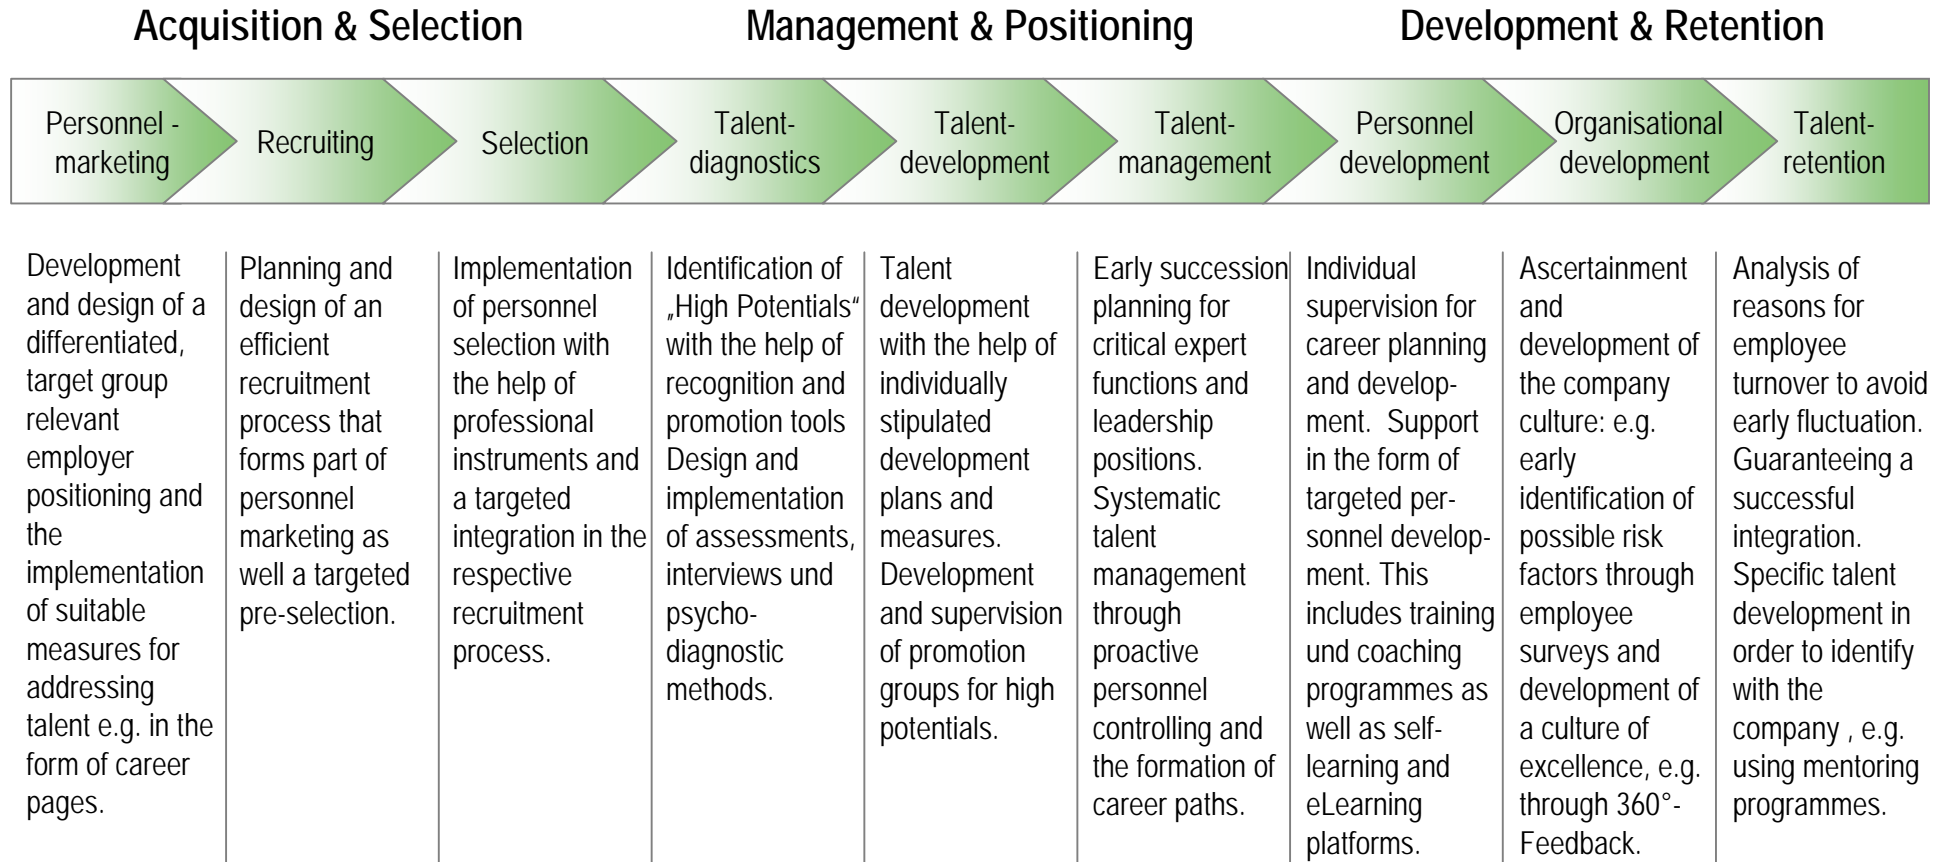 Acquisition & Selection
Management & Positioning
Development & Retention
Personnel -
marketing
Recruiting
Selection
Talent-
diagnostics
Talent-
development
Talent-
management
Personnel
development
Organisational
development
Talent-
retention
Development
and design of a
differentiated,
target group
relevant
employer
positioning and
the
implementation
of suitable
measures for
addressing
talent e.g. in the
form of career
pages.
Planning and
design of an
efficient
recruitment
process that
forms part of
personnel
marketing as
well a targeted
pre-selection.
Implementation
of personnel
selection with
the help of
professional
instruments and
a targeted
integration in the
respective
recruitment
process.
Identification of
„High Potentials“
with the help of
recognition and
promotion tools
Design and
implementation
of assessments,
interviews und
psycho-
diagnostic
methods.
Talent
development
with the help of
individually
stipulated
development
plans and
measures.
Development
and supervision
of promotion
groups for high
potentials.
Early succession
planning for
critical expert
functions and
leadership
positions.
Systematic
talent
management
through
proactive
personnel
controlling and
the formation of
career paths.
Individual
supervision for
career planning
and develop-
ment.  Support
in the form of
targeted per-
sonnel develop-
ment. This
includes training
und coaching
programmes as
well as self-
learning and
eLearning
platforms.
Ascertainment
and
development of
the company
culture: e.g.
early
identification of
possible risk
factors through
employee
surveys and
development of
a culture of
excellence, e.g.
through 360°-
Feedback.
Analysis of
reasons for
employee
turnover to avoid
early fluctuation.
Guaranteeing a
successful
integration.
Specific talent
development in
order to identify
with the
company , e.g.
using mentoring
programmes.